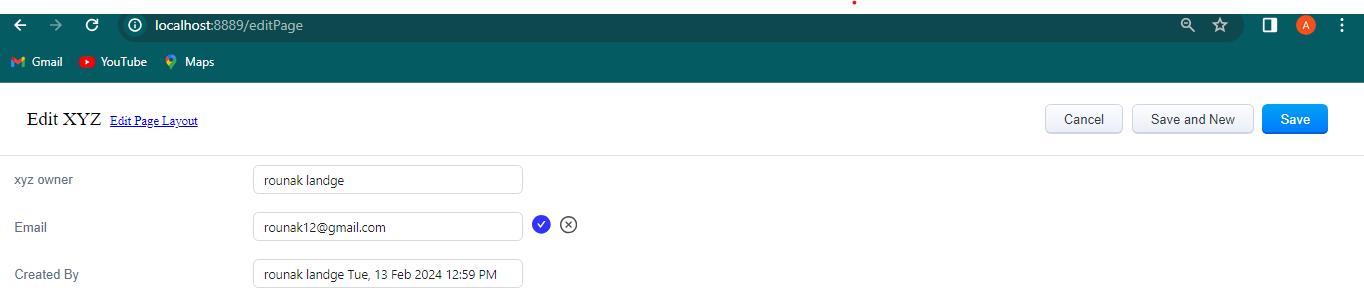 localhost:8889/editPage
A
Gmail YouTube Maps
Edit XYZ Edit Page Layout Cancel Save and New Save
xyz owner rounak landge
Email rounak12@gmail.com
Created By rounak landge Tue, 13 Feb 2024 12:59 PM